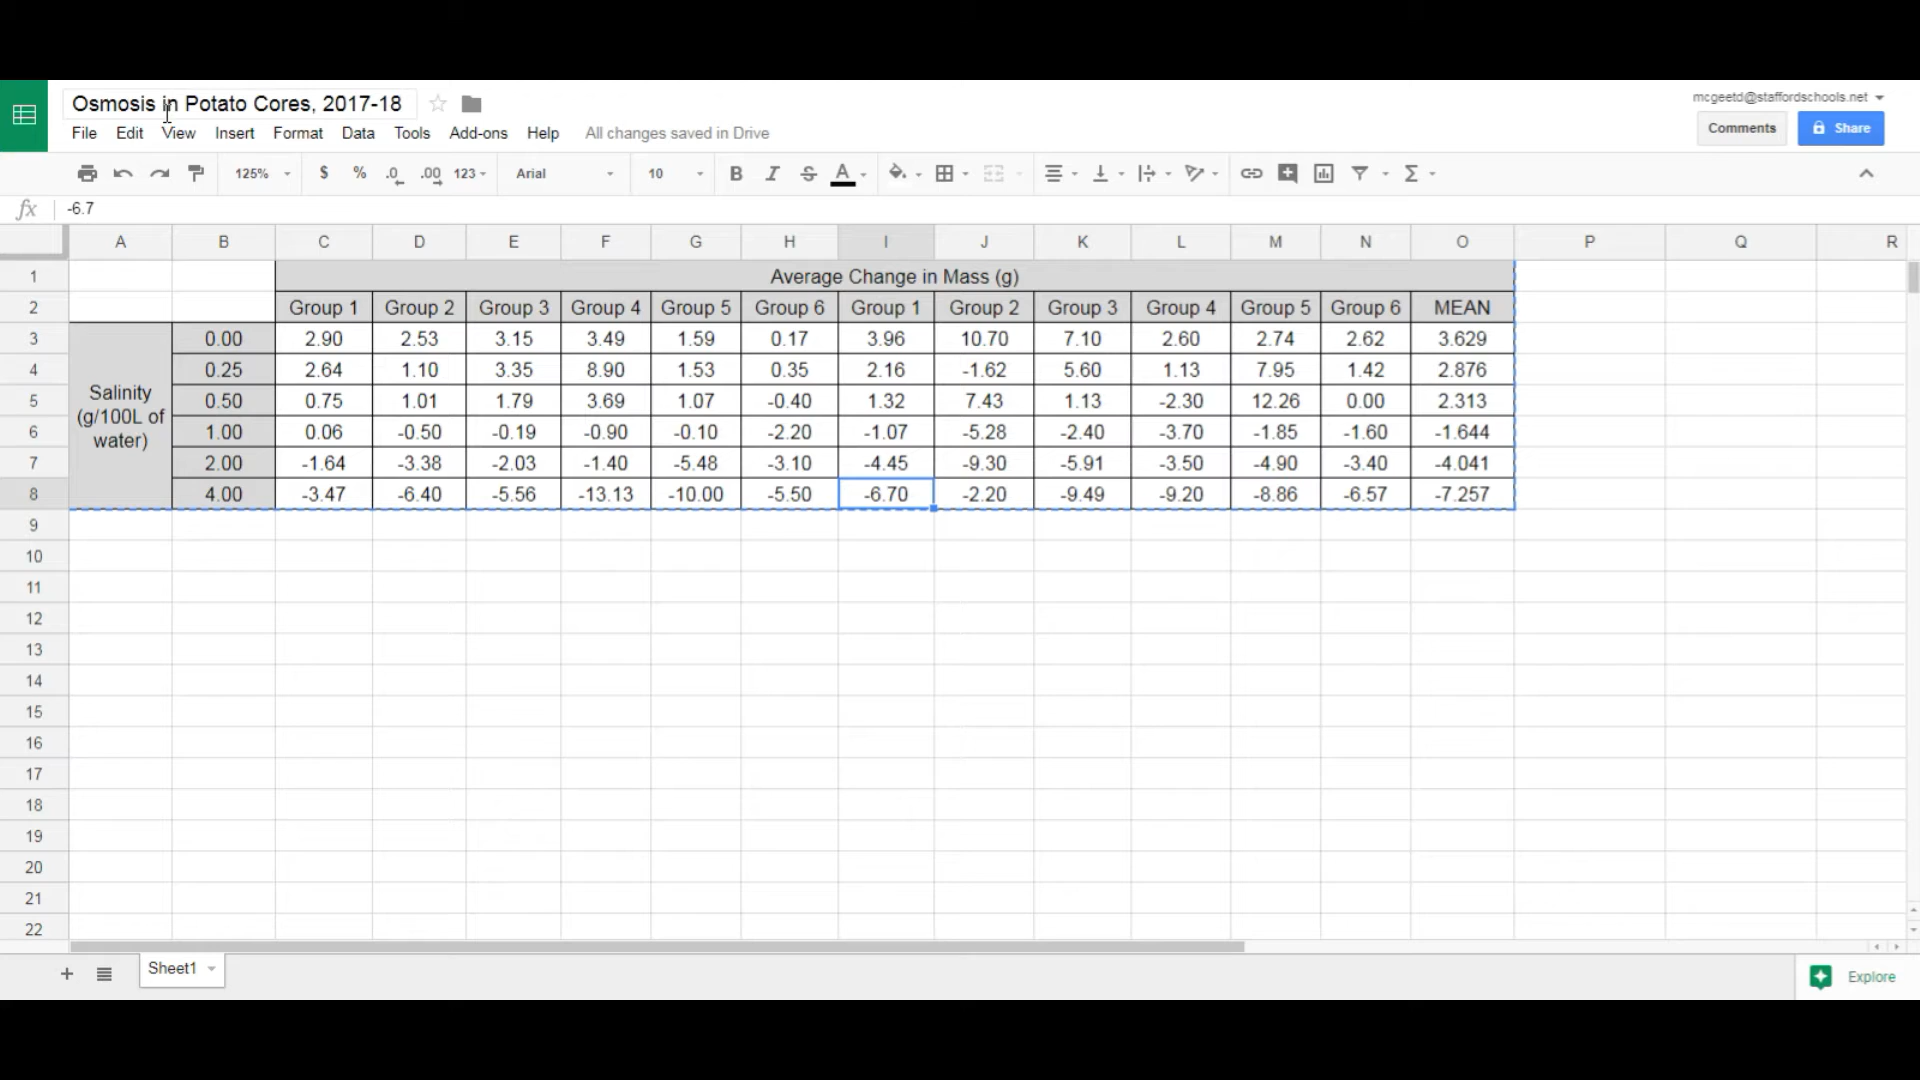 Osmosis in Potato Cores, 2017-18
mcgeetd@staffordschools.net
File Edit View Insert Format Data Tools Add-ons Help All changes saved in Drive
Comments Share
125% $ % .0 .00 123 Arial 10 B I S A
fx -6.7
A B C D E F G H I J K L M N O P Q R
1 Average Change in Mass (g)
2 Group 1 Group 2 Group 3 Group 4 Group 5 Group 6 Group 1 Group 2 Group 3 Group 4 Group 5 Group 6 MEAN
3 0.00 2.90 2.53 3.15 3.49 1.59 0.17 3.96 10.70 7.10 2.60 2.74 2.62 3.629
4 0.25 2.64 1.10 3.35 8.90 1.53 0.35 2.16 -1.62 5.60 1.13 7.95 1.42 2.876
Salinity
(g/100L of
water)
5 0.50 0.75 1.01 1.79 3.69 1.07 -0.40 1.32 7.43 1.13 -2.30 12.26 0.00 2.313
6 1.00 0.06 -0.50 -0.19 -0.90 -0.10 -2.20 -1.07 -5.28 -2.40 -3.70 -1.85 -1.60 -1.644
7 2.00 -1.64 -3.38 -2.03 -1.40 -5.48 -3.10 -4.45 -9.30 -5.91 -3.50 -4.90 -3.40 -4.041
8 4.00 -3.47 -6.40 -5.56 -13.13 -10.00 -5.50 -6.70 -2.20 -9.49 -9.20 -8.86 -6.57 -7.257
9
10
11
12
13
14
15
16
17
18
19
20
21
22
Sheet1
Explore